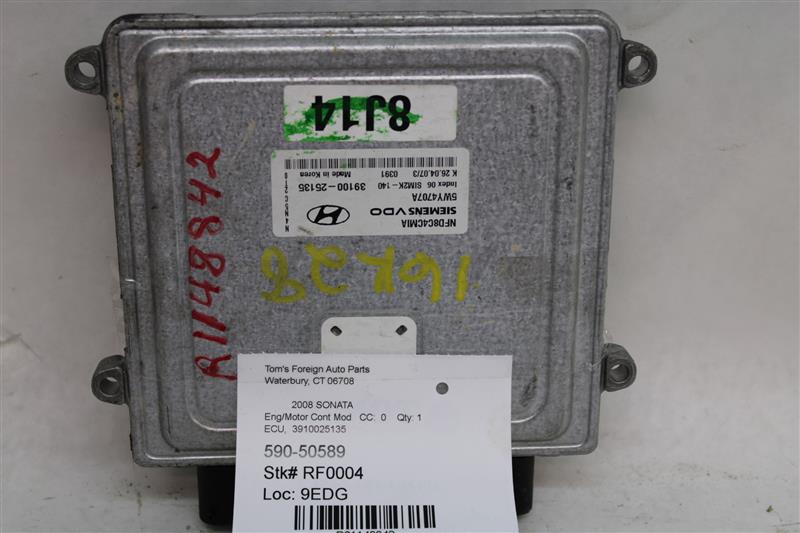 8J14
NFD8C4CMIA
SIEMENS VDO
5WY4707A
Index 06 SIM2K-140
39100-25135
K 26.04.07/3 0391
Made in Korea
R1148842
16K28
Tom's Foreign Auto Parts
Waterbury, CT 06708
2008 SONATA
Eng/Motor Cont Mod CC: 0 Qty: 1
ECU, 3910025135
590-50589
Stk# RF0004
Loc: 9EDG